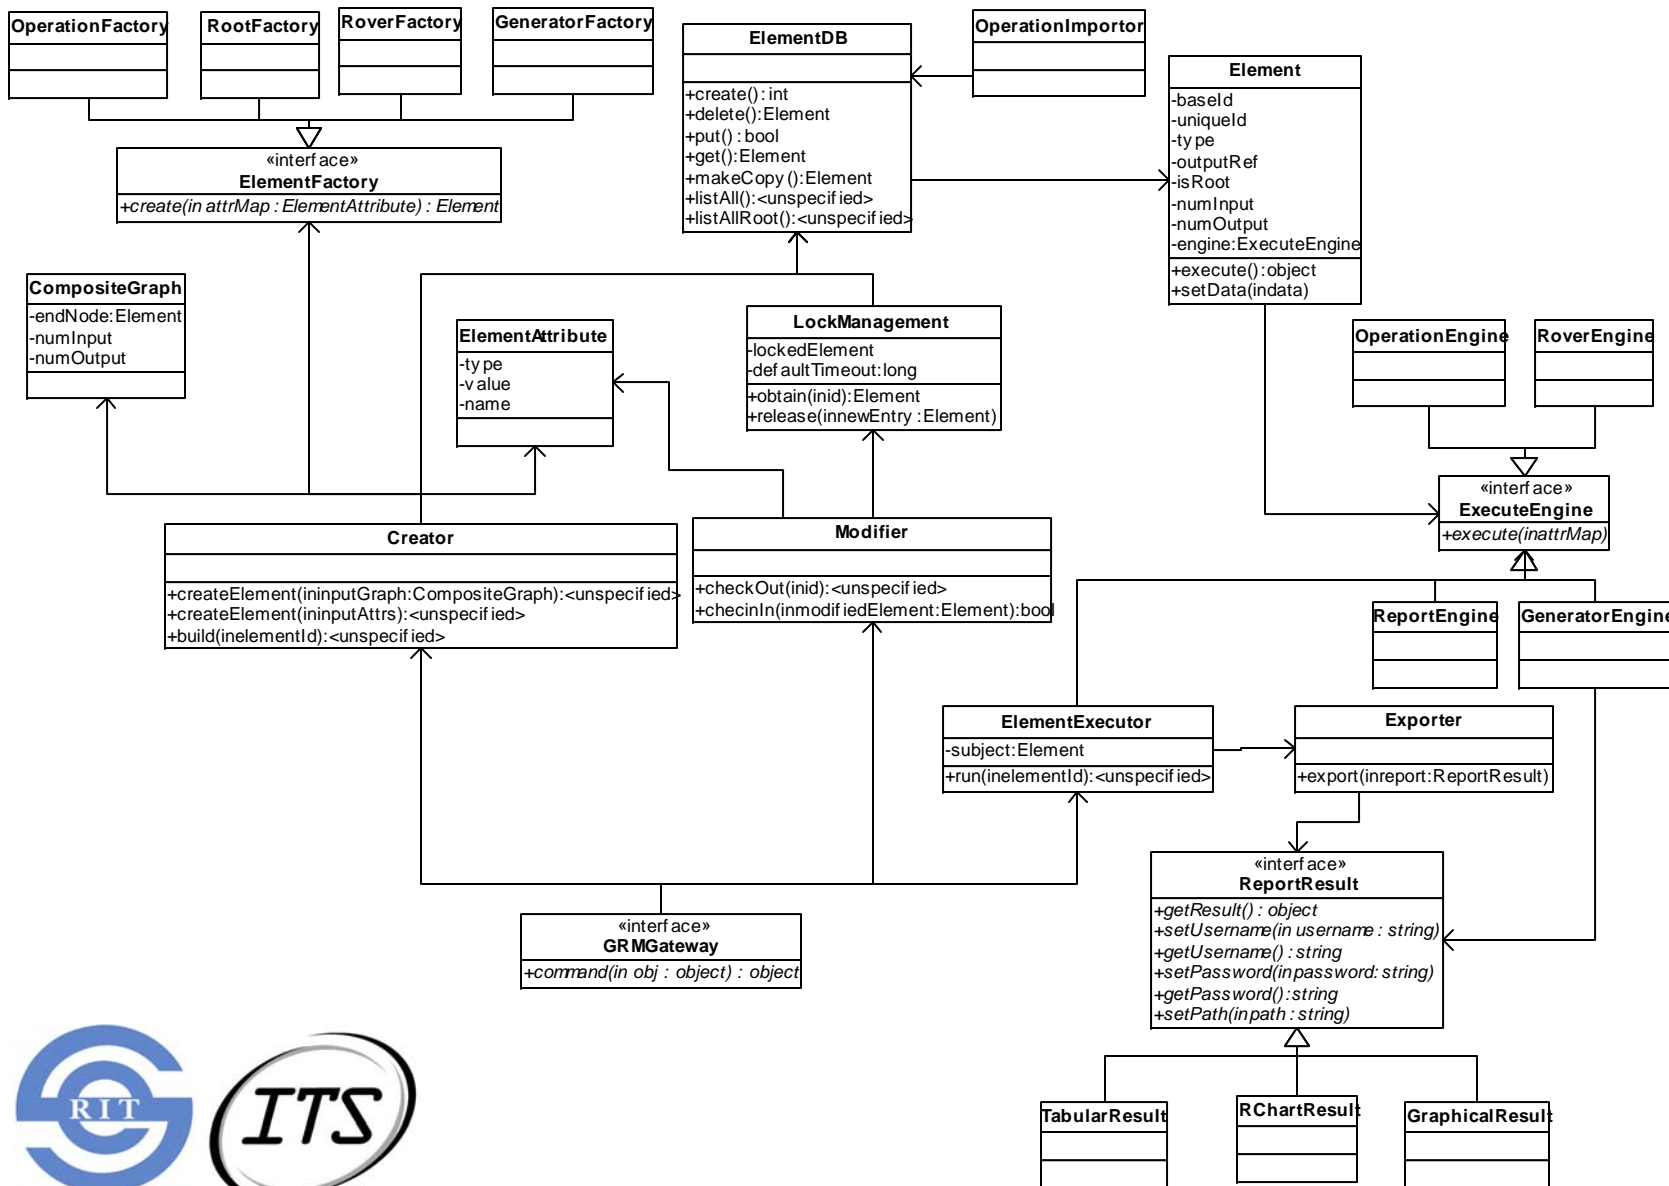 OperationFactory
RootFactory
RoverFactory
GeneratorFactory
«interface»
ElementFactory
+create(in attrMap : ElementAttribute) : Element
ElementDB
+create() : int
+delete():Element
+put() : bool
+get():Element
+makeCopy():Element
+listAll():<unspecified>
+listAllRoot():<unspecified>
OperationImportor
Element
-baseId
-uniqueId
-type
-outputRef
-isRoot
-numInput
-numOutput
-engine:ExecuteEngine
+execute():object
+setData(indata)
CompositeGraph
-endNode:Element
-numInput
-numOutput
ElementAttribute
-type
-value
-name
LockManagement
-lockedElement
-defaultTimeout:long
+obtain(inid):Element
+release(innewEntry : Element)
OperationEngine
RoverEngine
«interface»
ExecuteEngine
+execute(inattrMap)
Creator
+createElement(ininputGraph:CompositeGraph):<unspecified>
+createElement(ininputAttrs):<unspecified>
+build(inelementId):<unspecified>
Modifier
+checkOut(inid):<unspecified>
+checinIn(inmodifiedElement:Element):bool
ReportEngine
GeneratorEngine
ElementExecutor
-subject:Element
+run(inelementId):<unspecified>
Exporter
+export(inreport:ReportResult)
«interface»
ReportResult
+getResult() : object
+setUsername(in username : string)
+getUsername() : string
+setPassword(inpassword: string)
+getPassword():string
+setPath(inpath : string)
«interface»
GRMGateway
+command(in obj : object) : object
TabularResult
RChartResult
GraphicalResult
RIT
ITS